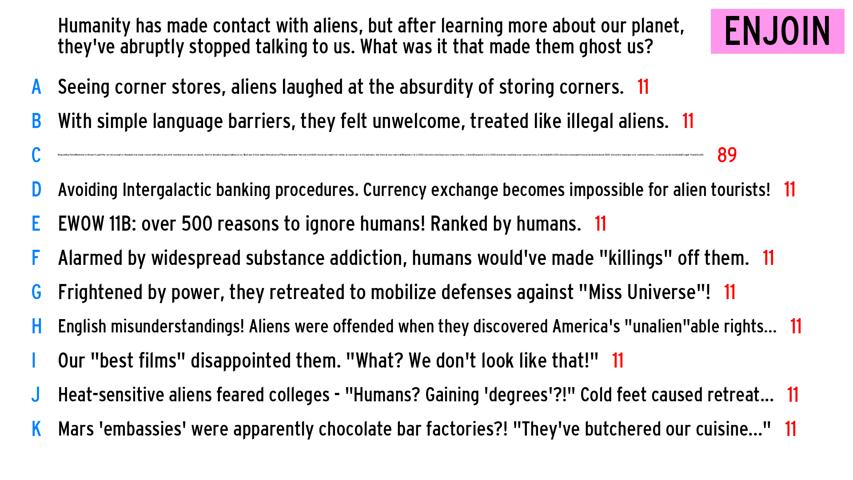 Humanity has made contact with aliens, but after learning more about our planet,
they've abruptly stopped talking to us. What was it that made them ghost us?
ENJOIN
A Seeing corner stores, aliens laughed at the absurdity of storing corners. 11
B With simple language barriers, they felt unwelcome, treated like illegal aliens. 11
C 89
D Avoiding Intergalactic banking procedures. Currency exchange becomes impossible for alien tourists! 11
E EWOW 11B: over 500 reasons to ignore humans! Ranked by humans. 11
F Alarmed by widespread substance addiction, humans would've made "killings" off them. 11
G Frightened by power, they retreated to mobilize defenses against "Miss Universe"! 11
H English misunderstandings! Aliens were offended when they discovered America's "unalien"able rights... 11
I Our "best films" disappointed them. "What? We don't look like that!" 11
J Heat-sensitive aliens feared colleges - "Humans? Gaining 'degrees'?!" Cold feet caused retreat... 11
K Mars 'embassies' were apparently chocolate bar factories?! "They've butchered our cuisine..." 11